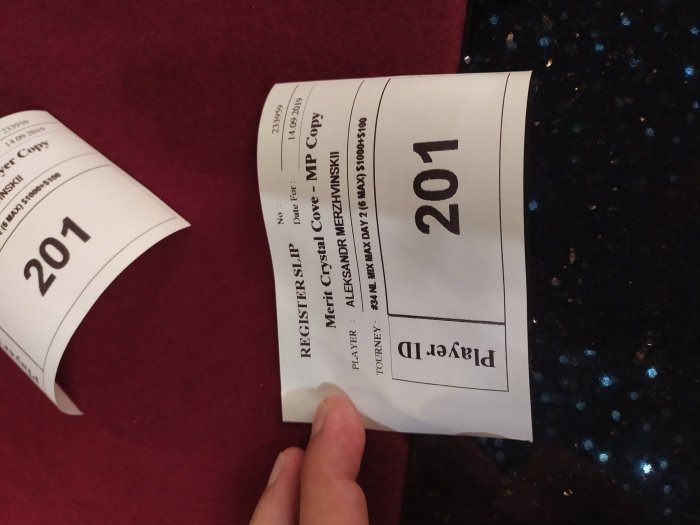 REGISTER SLIP
No : 233959
Date For : 14.09.2019
Merit Crystal Cove - MP Copy
PLAYER : ALEKSANDR MERZHVINSKII
TOURNEY : #34 NL MIX MAX DAY 2 (6 MAX) $1000+$100
Player ID
201
233959
14.09.2019
yer Copy
NSKII
(6 MAX) $1000+$100
201
Player